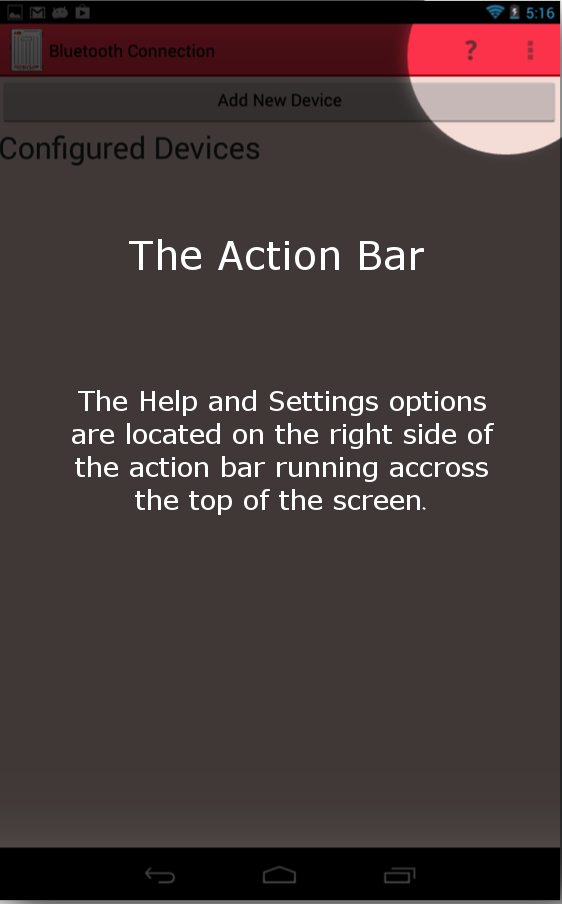 5:16
Bluetooth Connection
?
Add New Device
Configured Devices
The Action Bar
The Help and Settings options
are located on the right side of
the action bar running accross
the top of the screen.